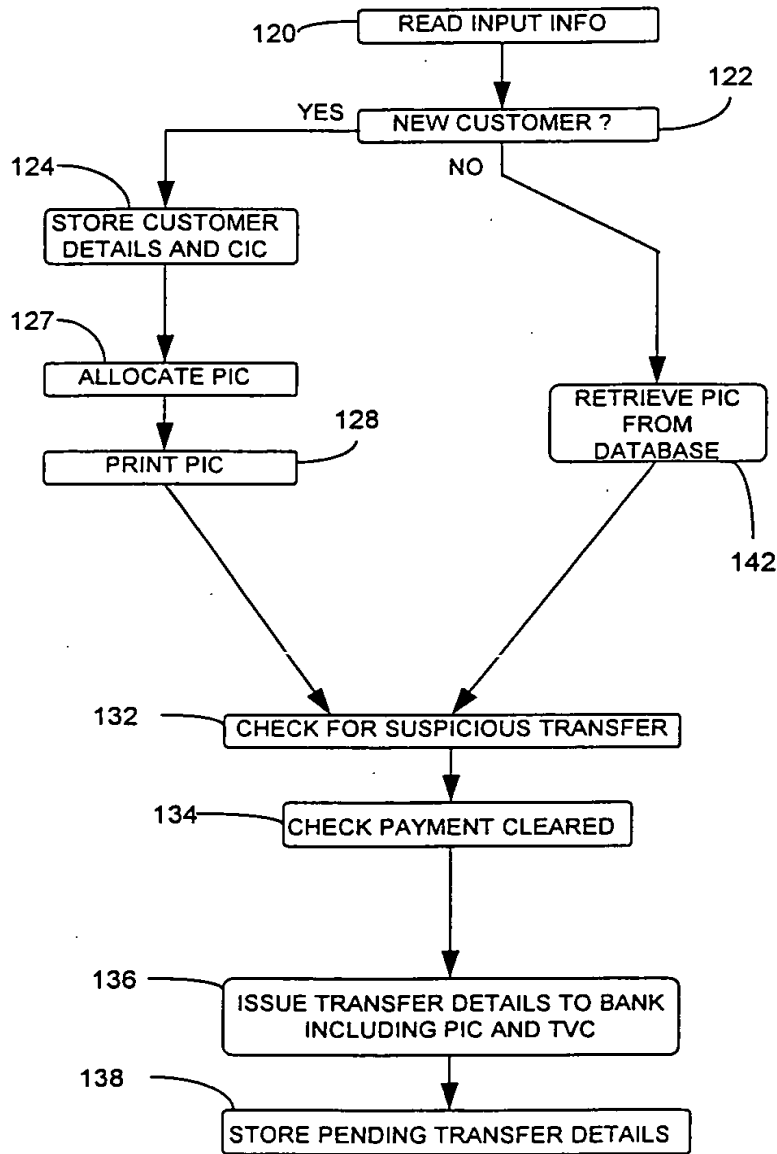 120
READ INPUT INFO
122
NEW CUSTOMER ?
YES
NO
124
STORE CUSTOMER
DETAILS AND CIC
127
ALLOCATE PIC
128
PRINT PIC
RETRIEVE PIC
FROM
DATABASE
142
132
CHECK FOR SUSPICIOUS TRANSFER
134
CHECK PAYMENT CLEARED
136
ISSUE TRANSFER DETAILS TO BANK
INCLUDING PIC AND TVC
138
STORE PENDING TRANSFER DETAILS